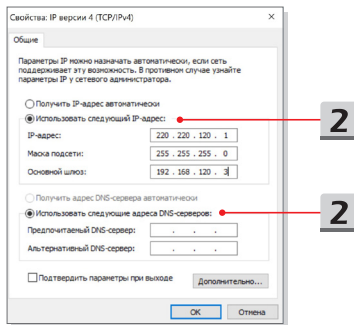 Свойства: IP версии 4 (TCP/IPv4)
Общие
Параметры IP можно назначать автоматически, если сеть
поддерживает эту возможность. В противном случае узнайте
параметры IP у сетевого администратора.
Получить IP-адрес автоматически
Использовать следующий IP-адрес:
2
IP-адрес: 220 . 220 . 120 . 1
Маска подсети: 255 . 255 . 255 . 0
Основной шлюз: 192 . 168 . 120 . 3
Получить адрес DNS-сервера автоматически
Использовать следующие адреса DNS-серверов:
2
Предпочитаемый DNS-сервер: . . .
Альтернативный DNS-сервер: . . .
Подтвердить параметры при выходе
Дополнительно...
OK Отмена